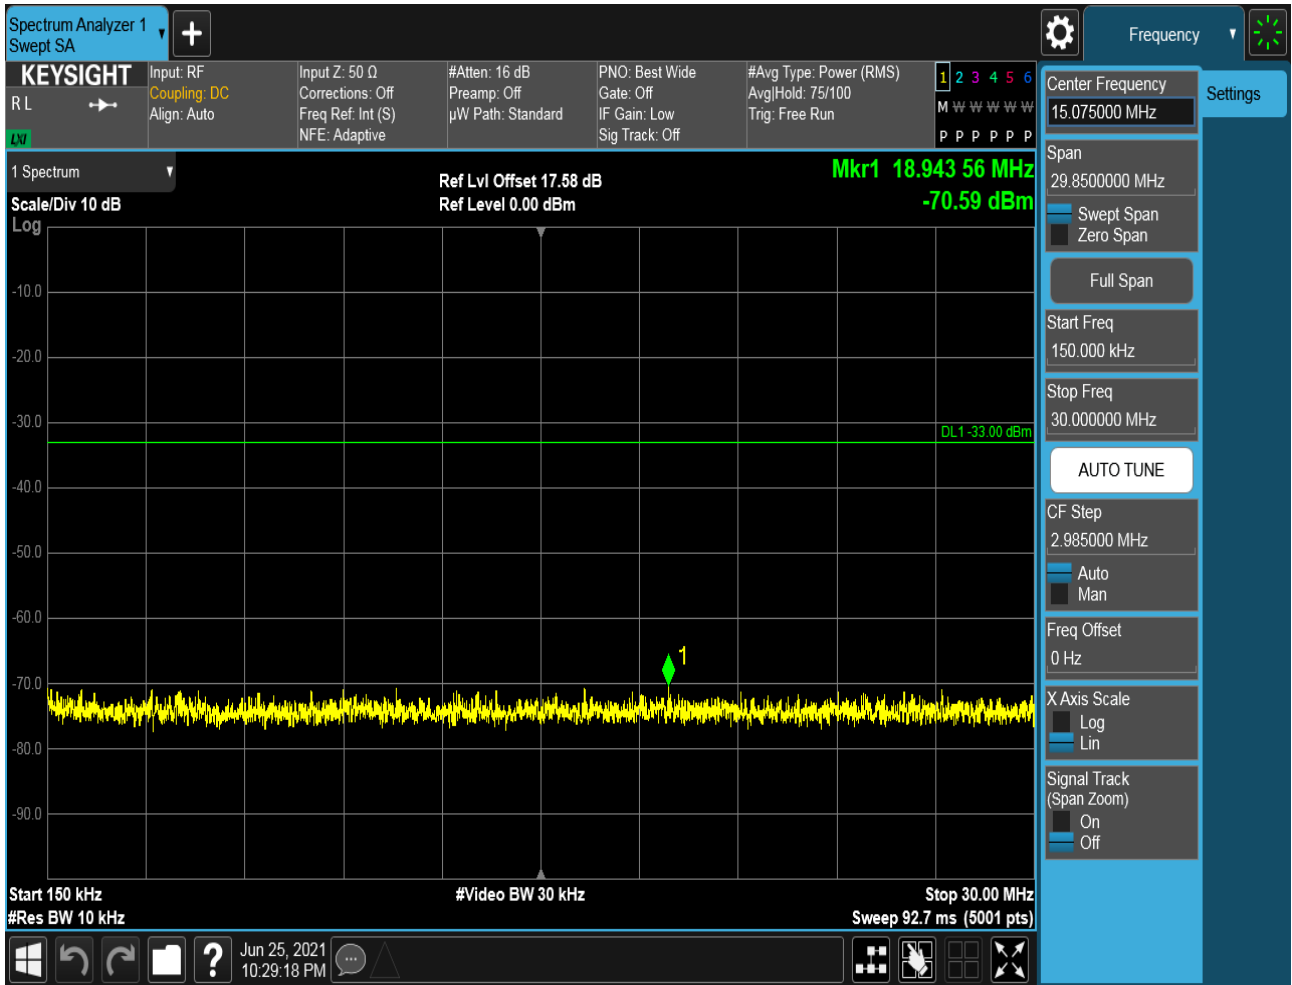 Spectrum Analyzer 1
Swept SA
Frequency
KEYSIGHT
R L
LXI
Input: RF
Coupling: DC
Align: Auto
Input Z: 50 Ω
Corrections: Off
Freq Ref: Int (S)
NFE: Adaptive
#Atten: 16 dB
Preamp: Off
µW Path: Standard
PNO: Best Wide
Gate: Off
IF Gain: Low
Sig Track: Off
#Avg Type: Power (RMS)
Avg|Hold: 75/100
Trig: Free Run
1 2 3 4 5 6
M W W W W W
P P P P P P
1 Spectrum
Scale/Div 10 dB
Log
Ref Lvl Offset 17.58 dB
Ref Level 0.00 dBm
Mkr1 18.943 56 MHz
-70.59 dBm
-10.0
-20.0
-30.0
DL1 -33.00 dBm
-40.0
-50.0
-60.0
1
-70.0
-80.0
-90.0
Start 150 kHz
#Video BW 30 kHz
Stop 30.00 MHz
#Res BW 10 kHz
Sweep 92.7 ms (5001 pts)
?
Jun 25, 2021
10:29:18 PM
Center Frequency
15.075000 MHz
Settings
Span
29.8500000 MHz
Swept Span
Zero Span
Full Span
Start Freq
150.000 kHz
Stop Freq
30.000000 MHz
AUTO TUNE
CF Step
2.985000 MHz
Auto
Man
Freq Offset
0 Hz
X Axis Scale
Log
Lin
Signal Track
(Span Zoom)
On
Off